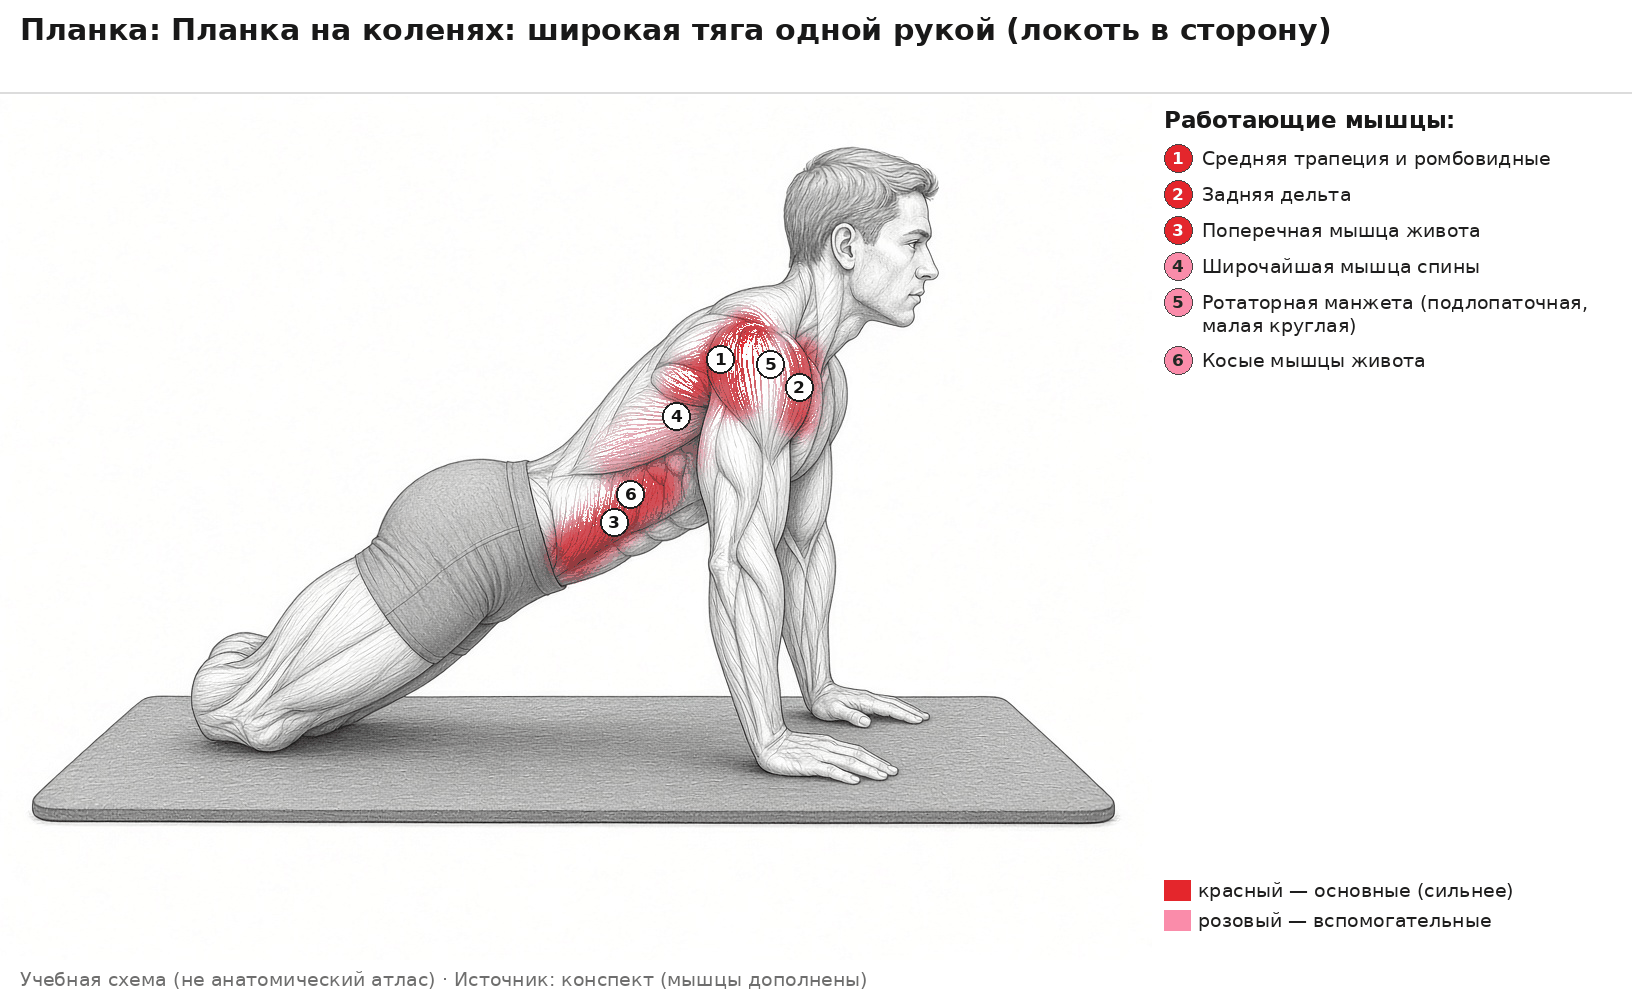 Планка: Планка на коленях: широкая тяга одной рукой (локоть в сторону)
Работающие мышцы:
1 Средняя трапеция и ромбовидные
2 Задняя дельта
3 Поперечная мышца живота
4 Широчайшая мышца спины
5 Ротаторная манжета (подлопаточная,
малая круглая)
6 Косые мышцы живота
1
5
2
4
6
3
красный — основные (сильнее)
розовый — вспомогательные
Учебная схема (не анатомический атлас) · Источник: конспект (мышцы дополнены)